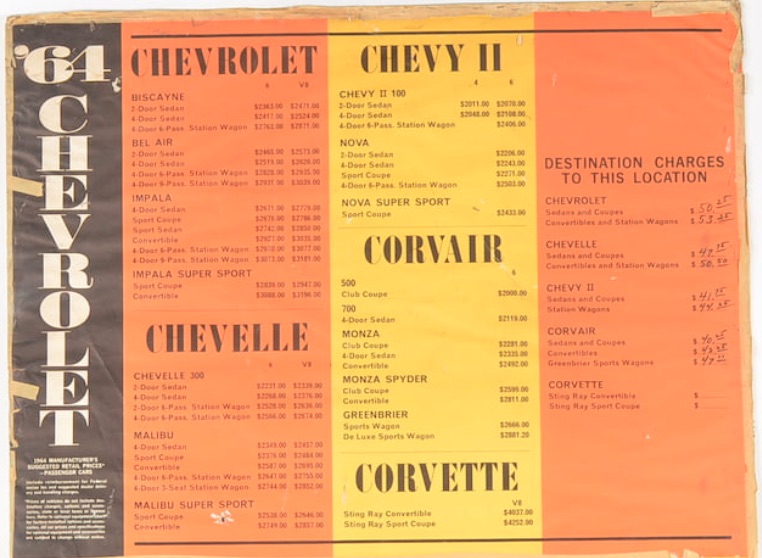 '64 CHEVROLET
1964 MANUFACTURER'S
SUGGESTED RETAIL PRICES*
—PASSENGER CARS
CHEVROLET
6 V8
BISCAYNE
2-Door Sedan $2363.00 $2471.00
4-Door Sedan $2417.00 $2524.00
4-Door 6-Pass. Station Wagon $2763.00 $2871.00
BEL AIR
2-Door Sedan $2465.00 $2573.00
4-Door Sedan $2519.00 $2626.00
4-Door 6-Pass. Station Wagon $2828.00 $2935.00
4-Door 9-Pass. Station Wagon $2931.00 $3039.00
IMPALA
4-Door Sedan $2671.00 $2779.00
Sport Coupe $2678.00 $2786.00
Sport Sedan $2742.00 $2850.00
Convertible $2927.00 $3035.00
4-Door 6-Pass. Station Wagon $2970.00 $3077.00
4-Door 9-Pass. Station Wagon $3073.00 $3181.00
IMPALA SUPER SPORT
Sport Coupe $2839.00 $2947.00
Convertible $3088.00 $3196.00
CHEVELLE
6 V8
CHEVELLE 300
2-Door Sedan $2231.00 $2339.00
4-Door Sedan $2268.00 $2376.00
2-Door 6-Pass. Station Wagon $2528.00 $2636.00
4-Door 6-Pass. Station Wagon $2566.00 $2674.00
MALIBU
4-Door Sedan $2349.00 $2457.00
Sport Coupe $2376.00 $2484.00
Convertible $2587.00 $2695.00
4-Door 6-Pass. Station Wagon $2647.00 $2755.00
4-Door 3-Seat Station Wagon $2744.00 $2852.00
MALIBU SUPER SPORT
Sport Coupe $2538.00 $2646.00
Convertible $2749.00 $2857.00
CHEVY II
4 6
CHEVY II 100
2-Door Sedan $2011.00 $2070.00
4-Door Sedan $2048.00 $2108.00
4-Door 6-Pass. Station Wagon $2406.00
NOVA
2-Door Sedan $2206.00
4-Door Sedan $2243.00
Sport Coupe $2271.00
4-Door 6-Pass. Station Wagon $2503.00
NOVA SUPER SPORT
Sport Coupe $2433.00
CORVAIR
6
500
Club Coupe $2000.00
700
4-Door Sedan $2119.00
MONZA
Club Coupe $2281.00
4-Door Sedan $2335.00
Convertible $2492.00
MONZA SPYDER
Club Coupe $2599.00
Convertible $2811.00
GREENBRIER
Sports Wagon $2666.00
De Luxe Sports Wagon $2881.20
CORVETTE
V8
Sting Ray Convertible $4037.00
Sting Ray Sport Coupe $4252.00
DESTINATION CHARGES
TO THIS LOCATION
CHEVROLET
Sedans and Coupes $ 50.25
Convertibles and Station Wagons $ 53.25
CHEVELLE
Sedans and Coupes $
Convertibles and Station Wagons $ 50.50
CHEVY II
Sedans and Coupes $
Station Wagons $
CORVAIR
Sedans and Coupes $
Convertibles $
Greenbrier Sports Wagons $
CORVETTE
Sting Ray Convertible $
Sting Ray Sport Coupe $